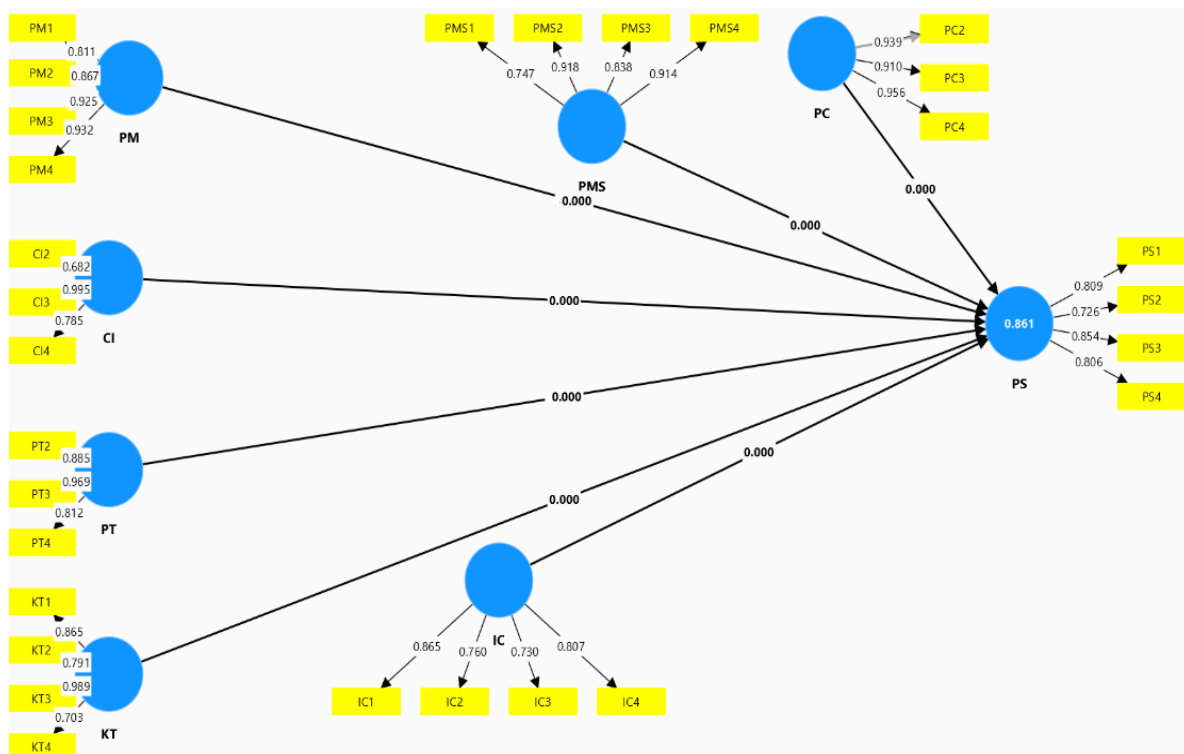 PM1
0.811
PM2
0.867
0.925
PM3
0.932
PM4
PM
PMS1
PMS2
PMS3
PMS4
0.747
0.918
0.838
0.914
PMS
PC2
0.939
PC3
0.910
0.956
PC4
PC
0.000
0.000
0.000
CI2
0.682
0.995
CI3
0.785
CI4
CI
0.000
PS1
0.809
PS2
0.726
0.861
0.854
PS3
0.806
PS4
PS
PT2
0.885
0.969
PT3
0.812
PT4
PT
0.000
0.000
0.000
KT1
0.865
KT2
0.791
0.989
KT3
0.703
KT4
KT
IC
0.865
0.760
0.730
0.807
IC1
IC2
IC3
IC4